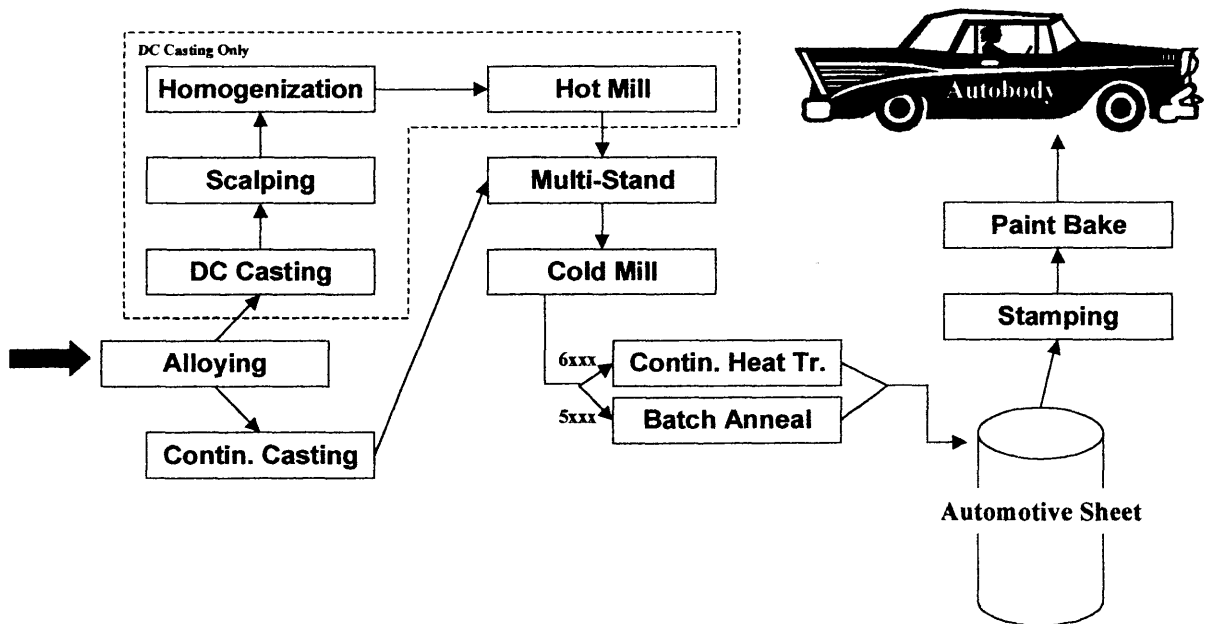 DC Casting Only
Homogenization
Hot Mill
Autobody
Scalping
Multi-Stand
Paint Bake
DC Casting
Cold Mill
Stamping
Alloying
6xxx
Contin. Heat Tr.
5xxx
Batch Anneal
Contin. Casting
Automotive Sheet